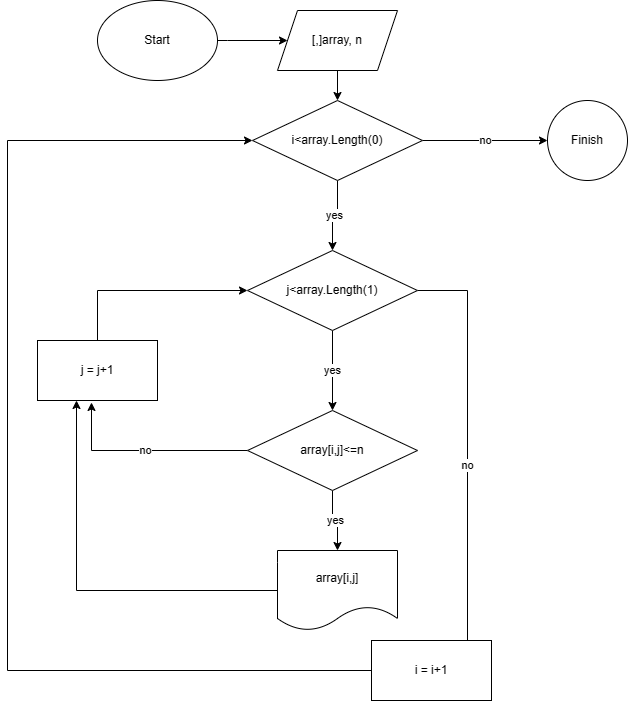 Start
[,]array, n
i<array.Length(0)
no
Finish
yes
j<array.Length(1)
j = j+1
yes
array[i,j]<=n
no
no
yes
array[i,j]
i = i+1